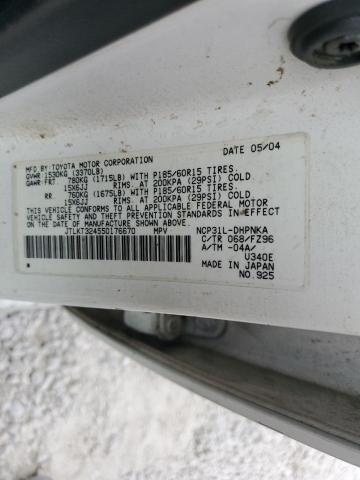 MFD BY: TOYOTA MOTOR CORPORATION DATE 05/04
GVWR 1530KG (3370LB)
GAWR: FRT 780KG (1715LB) WITH P185/60R15 TIRES,
15X6JJ RIMS, AT 200KPA (29PSI) COLD.
RR 760KG (1675LB) WITH P185/60R15 TIRES,
15X6JJ RIMS, AT 200KPA (29PSI) COLD.
THIS VEHICLE CONFORMS TO ALL APPLICABLE FEDERAL MOTOR
VEHICLE SAFETY AND THEFT PREVENTION STANDARDS IN EFFECT
ON THE DATE OF MANUFACTURE SHOWN ABOVE.
JTLKT324550176670 MPV
NCP31L-DHPNKA
C/TR 068/FZ96
A/TM -04A/
U340E
MADE IN JAPAN
NO.925